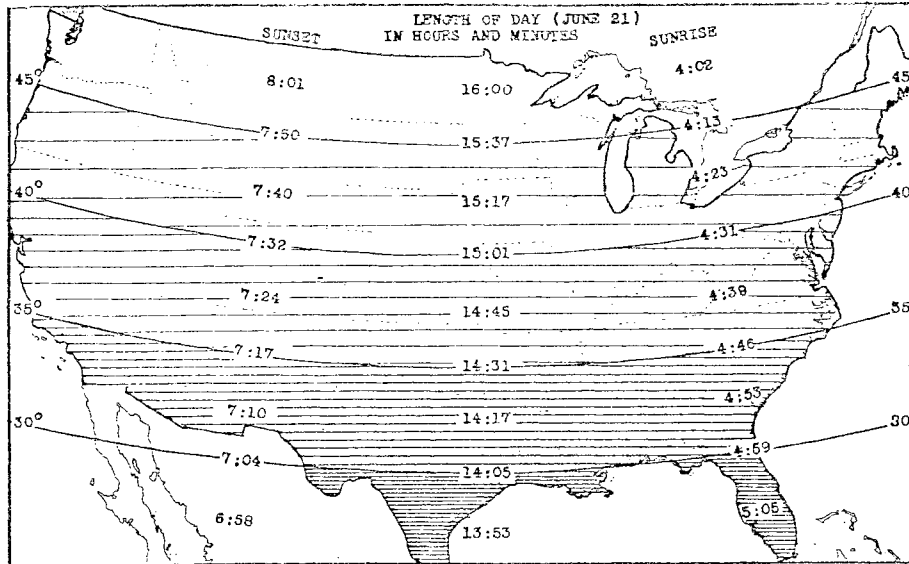 LENGTH OF DAY (JUNE 21)
IN HOURS AND MINUTES
SUNSET
SUNRISE
8:01 16:00 4:02
45° 45
7:50 15:37 4:13
7:40 15:17 4:23
40° 40
7:32 15:01 4:31
7:24 14:45 4:39
35° 35
7:17 14:31 4:46
7:10 14:17 4:53
30° 30
7:04 14:05 4:59
6:58 13:53 5:05